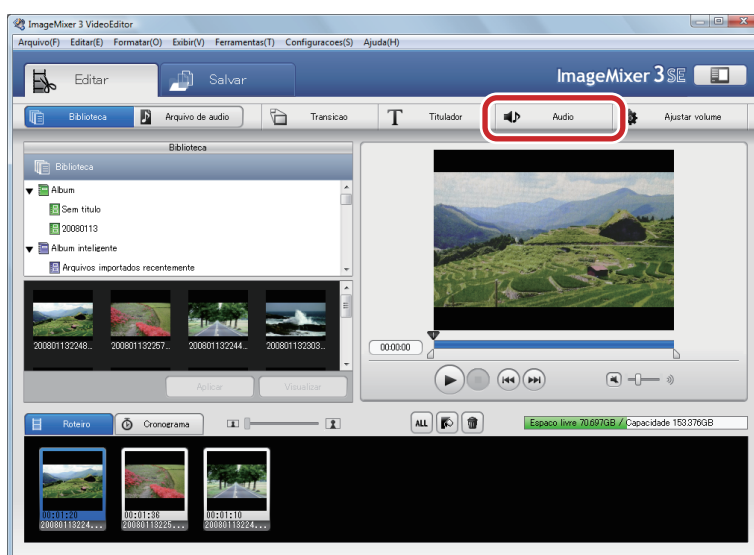 ImageMixer 3 VideoEditor
Arquivo(F) Editar(E) Formatar(O) Exibir(V) Ferramentas(T) Configuracoes(S) Ajuda(H)
Editar Salvar ImageMixer 3 SE
Biblioteca Arquivo de audio Transicao T Titulador Audio Ajustar volume
Biblioteca
Biblioteca
Album
Sem titulo
20080113
Album inteligente
Arquivos importados recentemente
200801132248... 200801132257... 200801132244... 200801132303...
00:00:00
Aplicar Visualizar
Roteiro Cronograma ALL Espaco livre 70.697GB / Capacidade 153.376GB
00:01:20 00:01:36 00:01:10
20080113224... 20080113225... 20080113224...